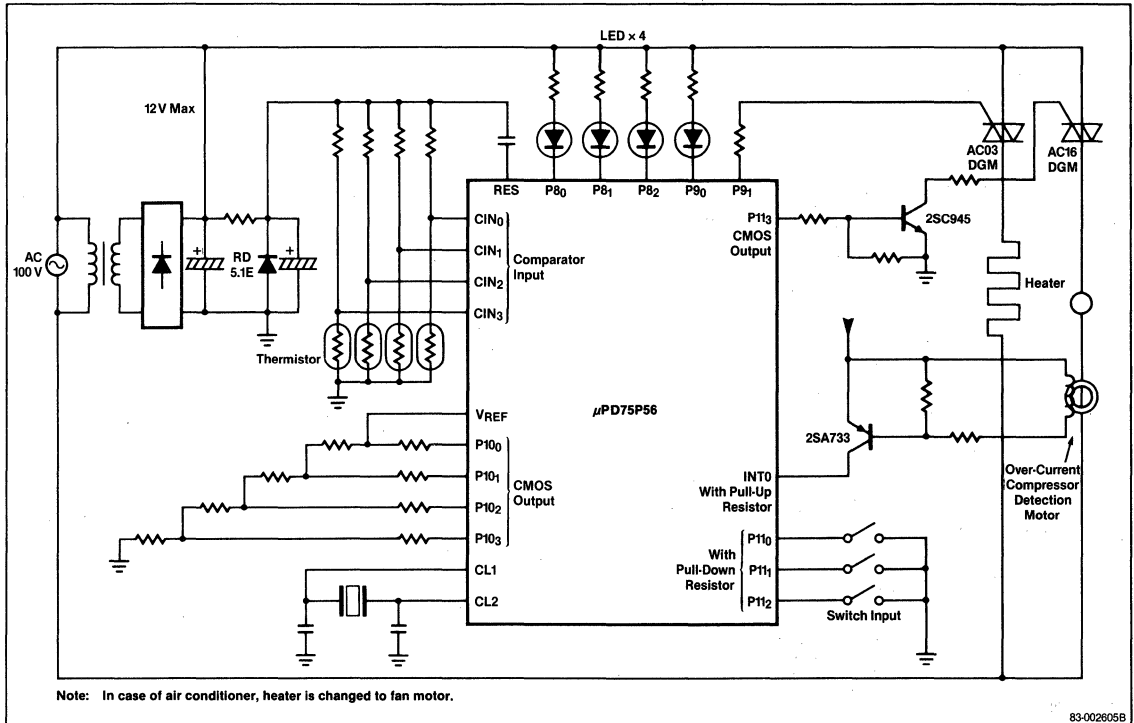 LED × 4
12 V Max
RES
P8₀
P8₁
P8₂
P9₀
P9₁
AC03
DGM
AC16
DGM
AC
100 V
+
RD
5.1E
+
CIN₀
CIN₁
CIN₂
CIN₃
Comparator
Input
P11₃
CMOS
Output
2SC945
Heater
Thermistor
μPD75P56
VREF
P10₀
P10₁
P10₂
P10₃
CMOS
Output
2SA733
INT0
With Pull-Up
Resistor
Over-Current
Compressor
Detection
Motor
P11₀
P11₁
P11₂
With
Pull-Down
Resistor
Switch Input
CL1
CL2
Note: In case of air conditioner, heater is changed to fan motor.
83-002605B